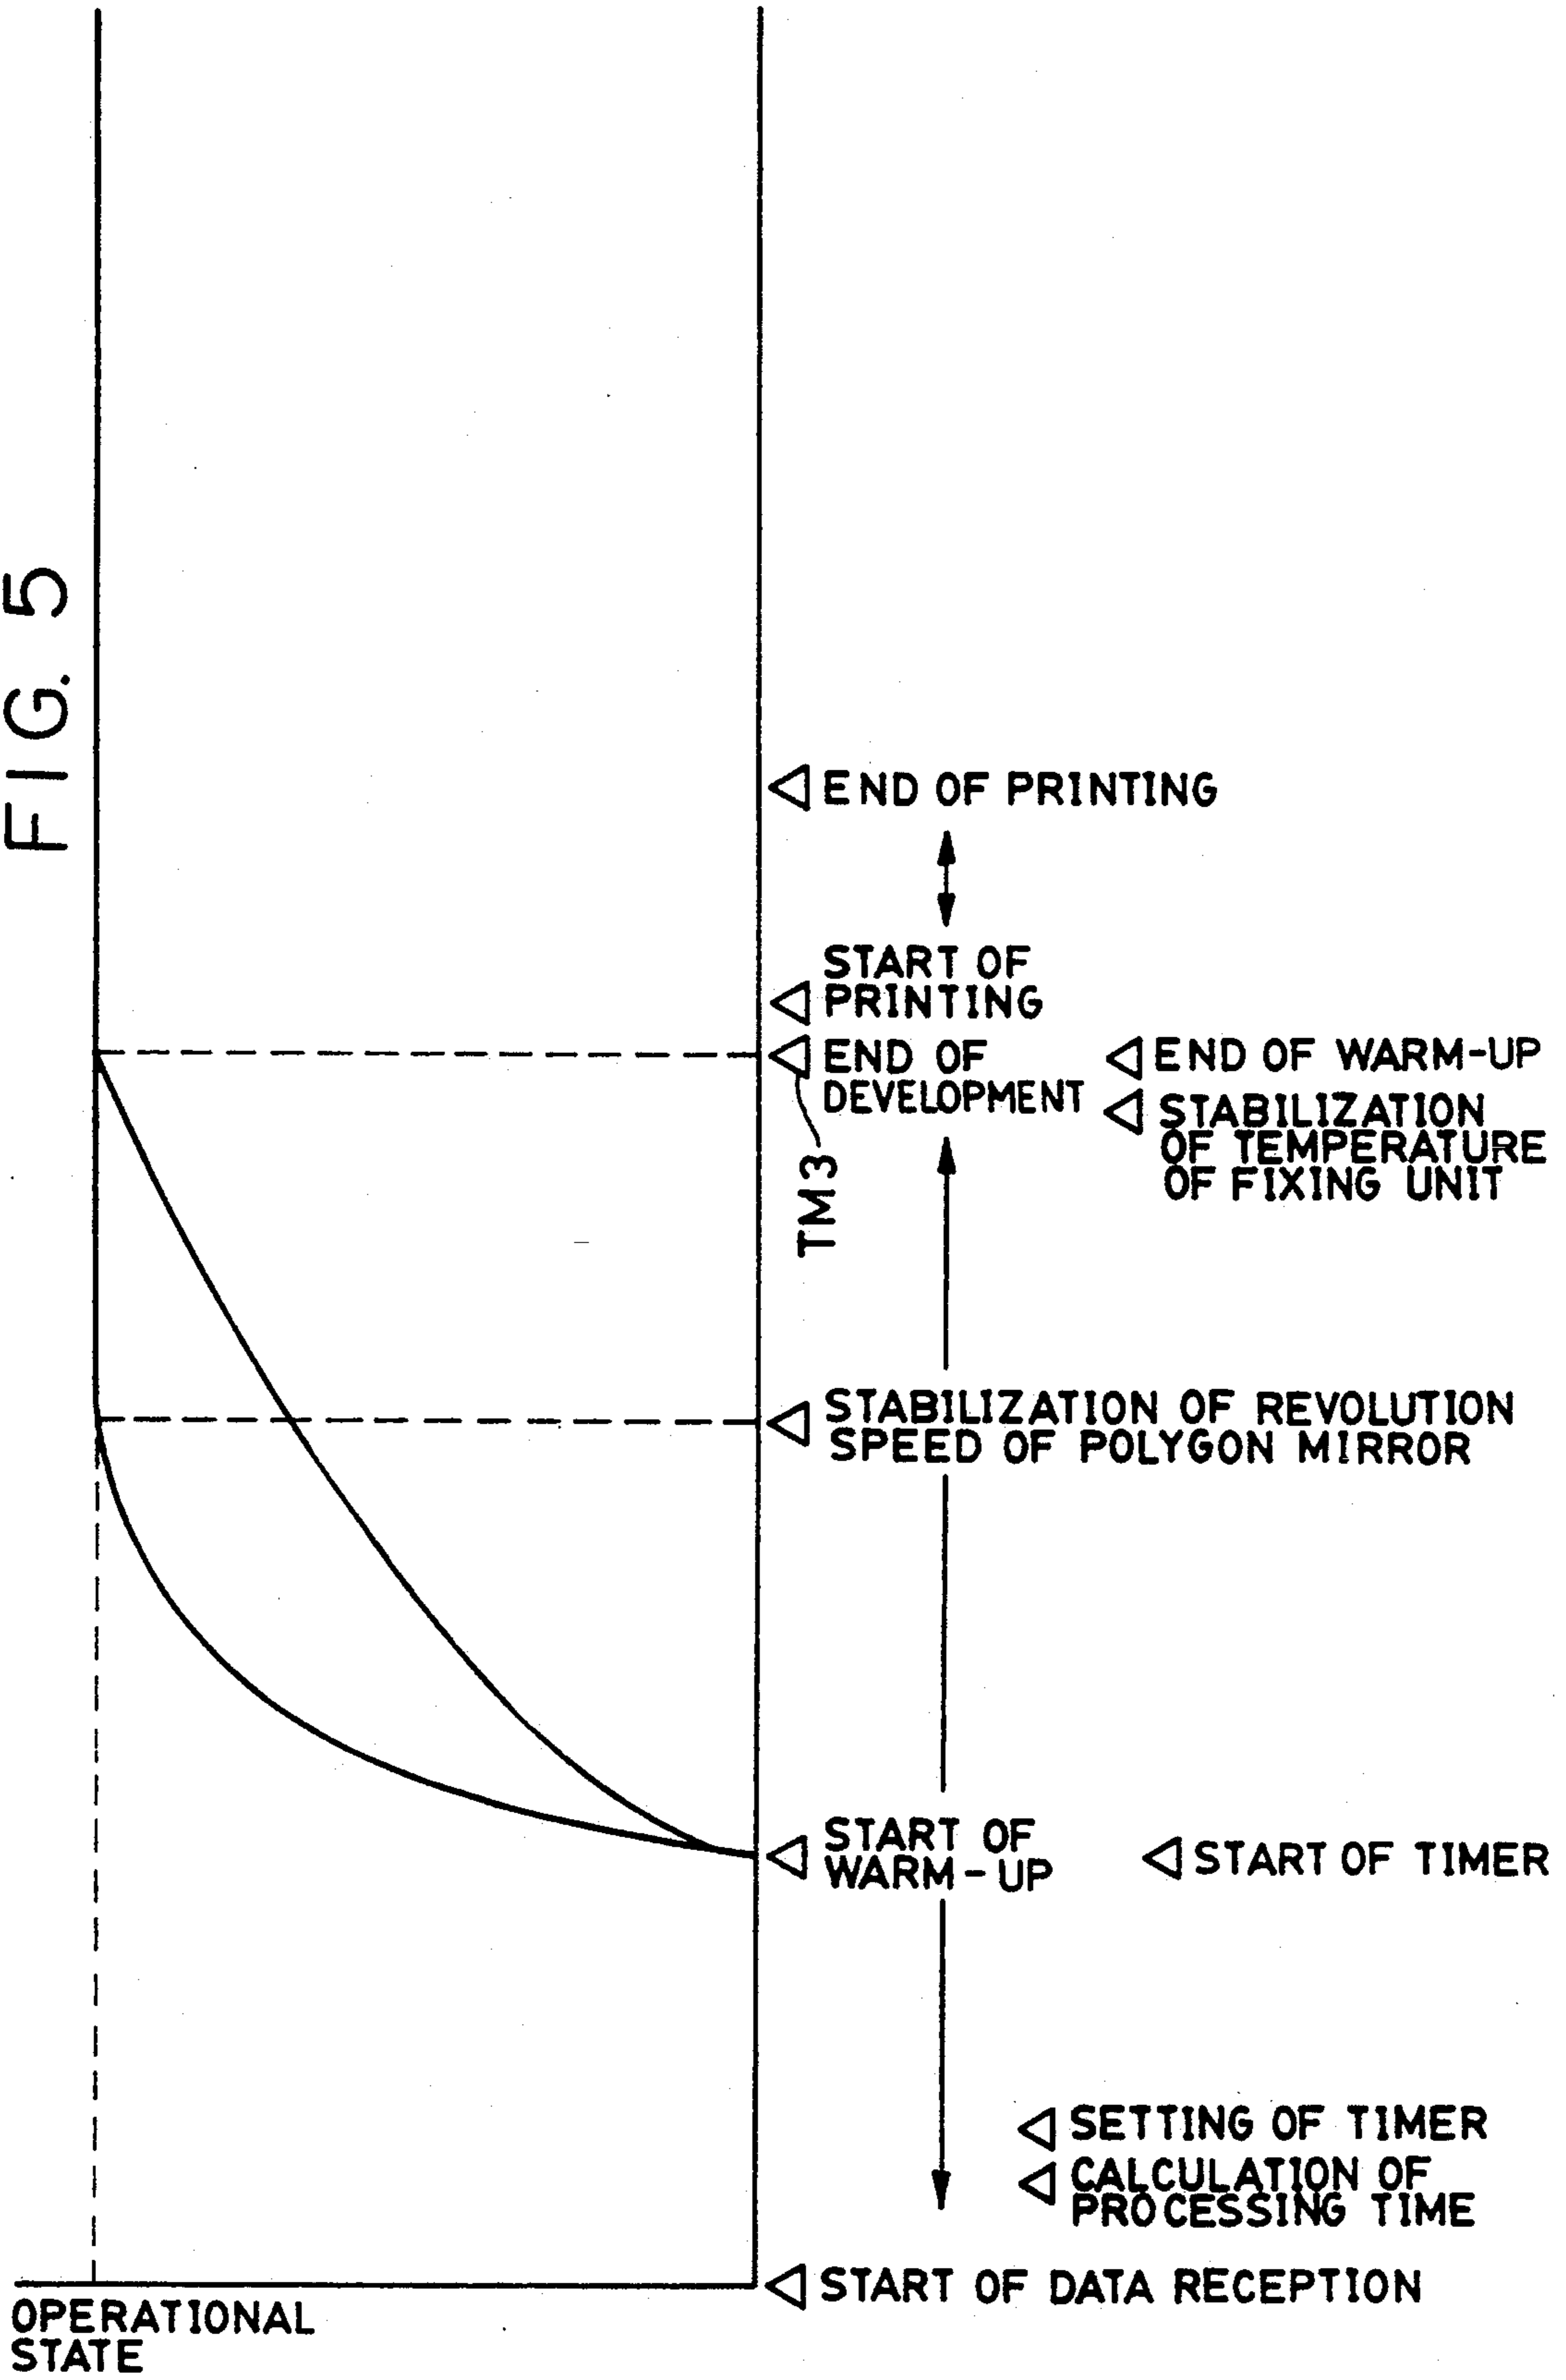 FIG. 5
END OF PRINTING
START OF
PRINTING
END OF
DEVELOPMENT
END OF WARM-UP
STABILIZATION
OF TEMPERATURE
OF FIXING UNIT
TM3
STABILIZATION OF REVOLUTION
SPEED OF POLYGON MIRROR
START OF
WARM-UP
START OF TIMER
SETTING OF TIMER
CALCULATION OF
PROCESSING TIME
START OF DATA RECEPTION
OPERATIONAL
STATE